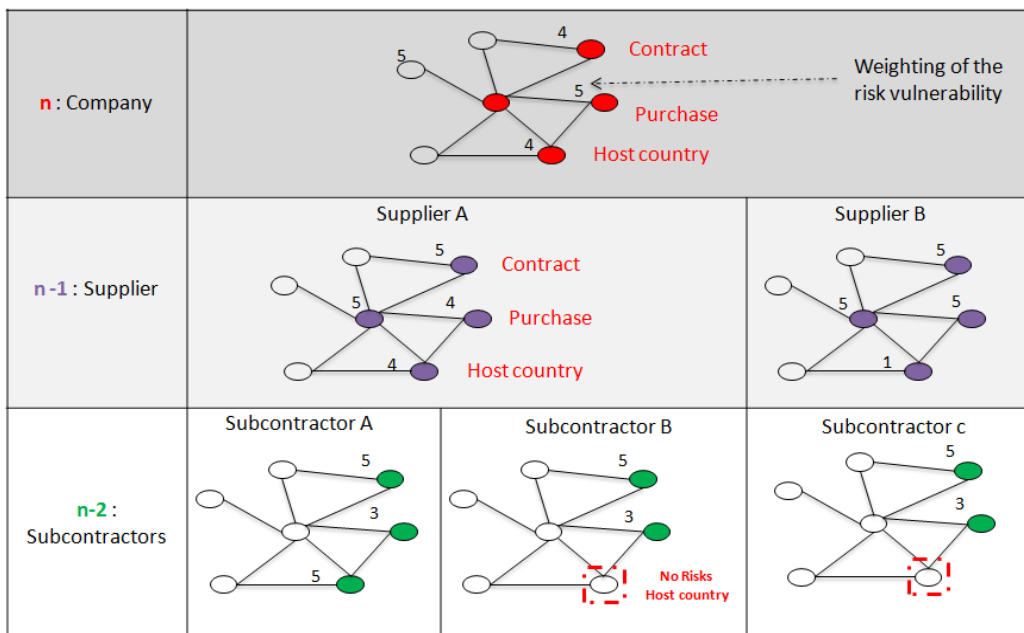 4
Contract
5
Weighting of the
risk vulnerability
n : Company
5
Purchase
4
Host country
Supplier A
Supplier B
5
Contract
5
n -1 : Supplier
5
4
Purchase
5
5
4
Host country
1
Subcontractor A
Subcontractor B
Subcontractor c
5
5
5
n-2 :
Subcontractors
3
3
3
5
No Risks
Host country